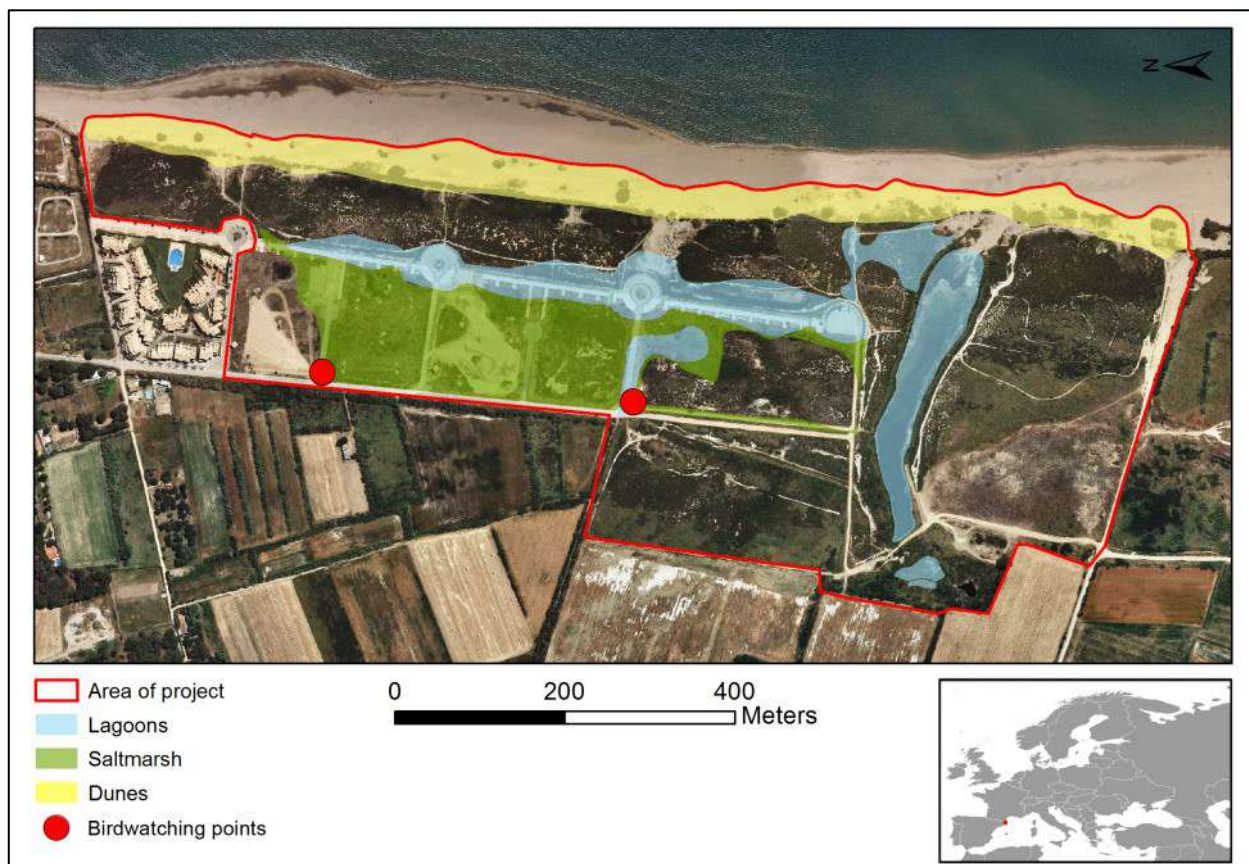 N
Area of project
Lagoons
Saltmarsh
Dunes
Birdwatching points
0 200 400
Meters